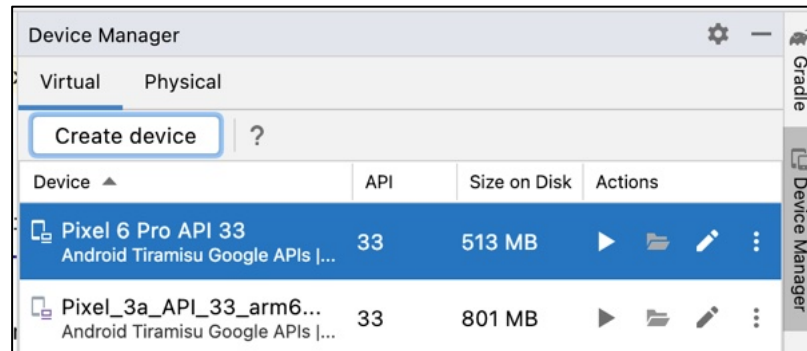 Device Manager
Gradle
Virtual Physical
Create device ?
Device API Size on Disk Actions
Device Manager
Pixel 6 Pro API 33 33 513 MB
Android Tiramisu Google APIs |...
Pixel_3a_API_33_arm6... 33 801 MB
Android Tiramisu Google APIs |...